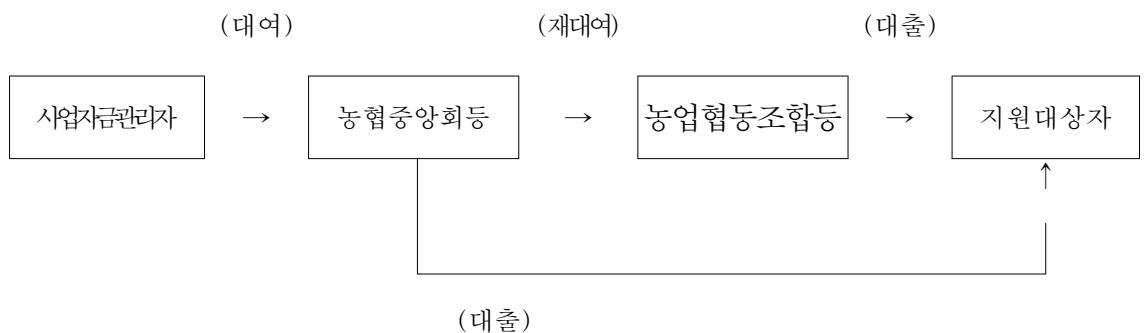 (대여) (재대여) (대출)
사업자금관리자 → 농협중앙회등 → 농업협동조합등 → 지원대상자
(대출)